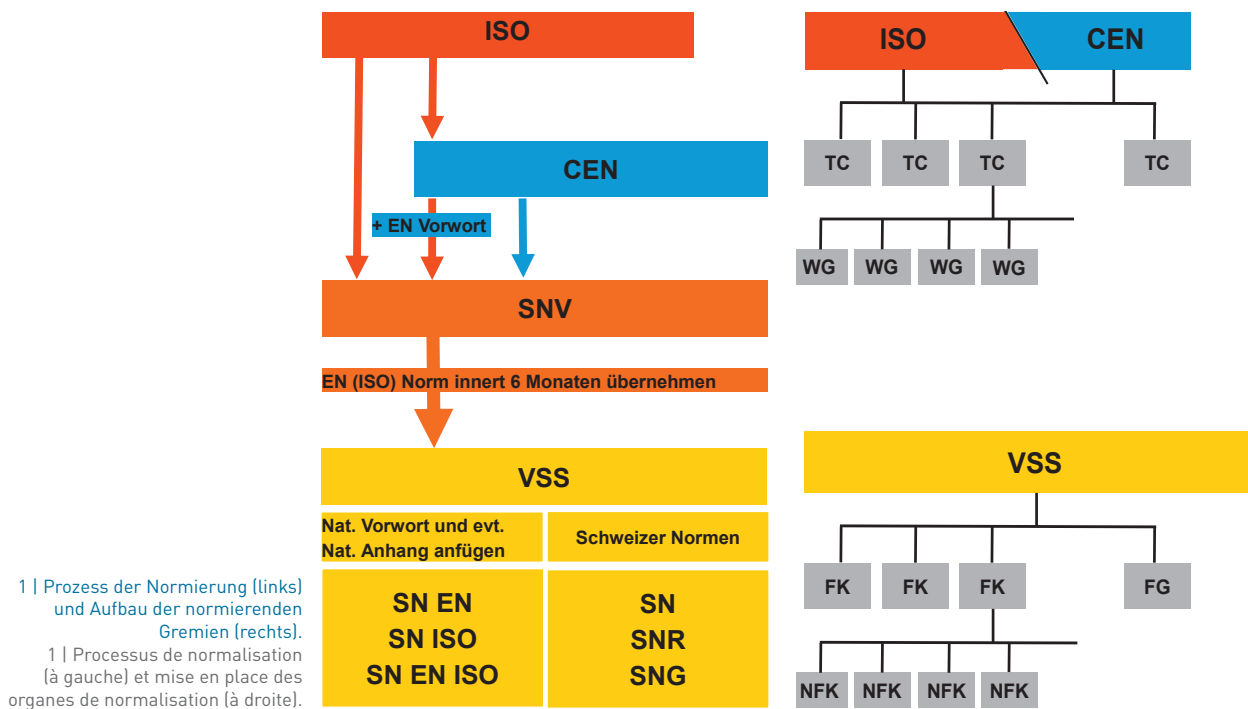 ISO
CEN
+ EN Vorwort
SNV
EN (ISO) Norm innert 6 Monaten übernehmen
VSS
Nat. Vorwort und evt.
Nat. Anhang anfügen
Schweizer Normen
SN EN
SN ISO
SN EN ISO
SN
SNR
SNG
ISO CEN
TC TC TC TC
WG WG WG WG
VSS
FK FK FK FG
NFK NFK NFK NFK
1 | Prozess der Normierung (links)
und Aufbau der normierenden
Gremien (rechts).
1 | Processus de normalisation
(à gauche) et mise en place des
organes de normalisation (à droite).